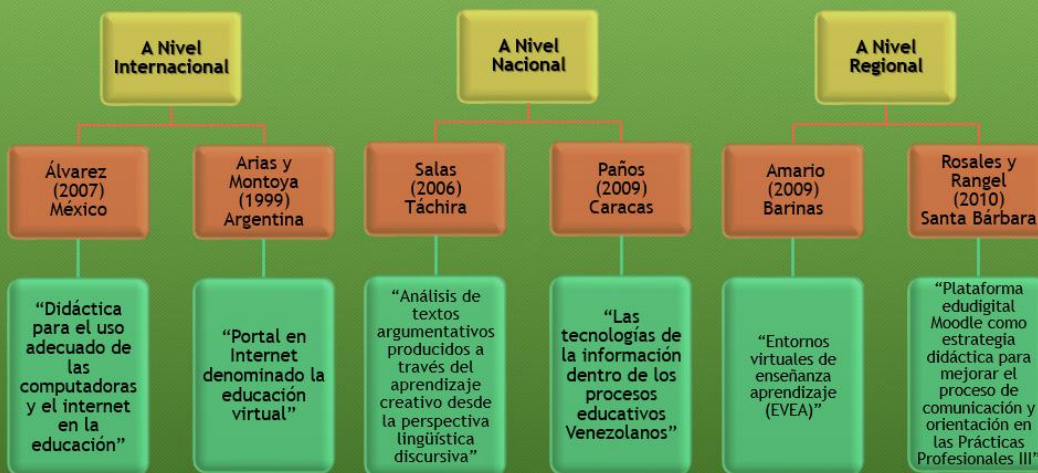 A Nivel
Internacional
A Nivel
Nacional
A Nivel
Regional
Álvarez
(2007)
México
Arias y
Montoya
(1999)
Argentina
Salas
(2006)
Táchira
Paños
(2009)
Caracas
Amario
(2009)
Barinas
Rosales y
Rangel
(2010)
Santa Bárbara
“Didáctica
para el uso
adecuado de
las
computadoras
y el internet
en la
educación”
“Portal en
Internet
denominado la
educación
virtual”
“Análisis de
textos
argumentativos
producidos a
través del
aprendizaje
creativo desde
la perspectiva
lingüística
discursiva”
“Las
tecnologías de
la información
dentro de los
procesos
educativos
Venezolanos”
“Entornos
virtuales de
enseñanza
aprendizaje
(EVEA)”
“Plataforma
edudigital
Moodle como
estrategia
didáctica para
mejorar el
proceso de
comunicación y
orientación en
las Prácticas
Profesionales III”